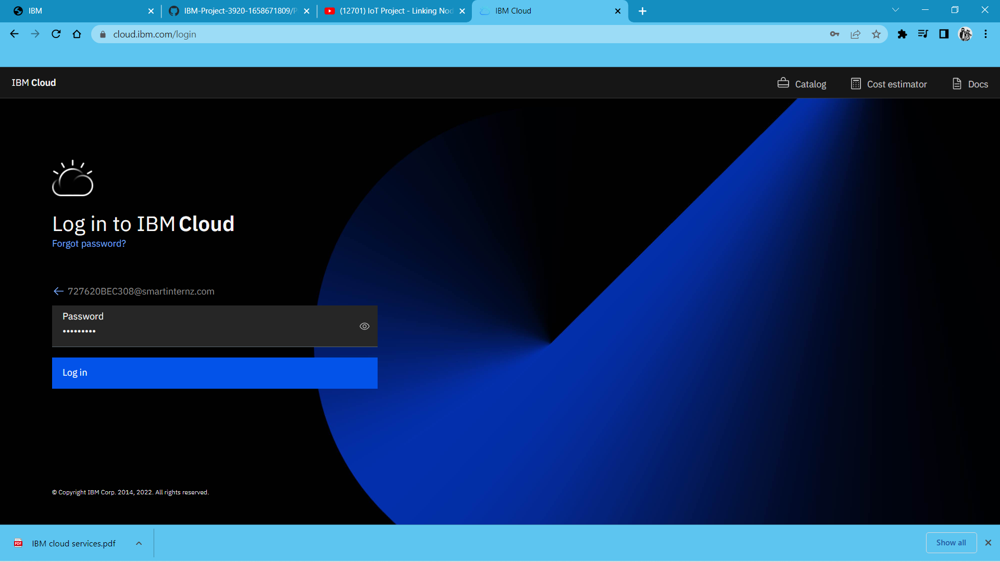 IBM
IBM-Project-3920-1658671809/P
(12701) IoT Project - Linking Nod
IBM Cloud
cloud.ibm.com/login
IBM Cloud
Catalog
Cost estimator
Docs
Log in to IBM Cloud
Forgot password?
727620BEC308@smartinternz.com
Password
•••••••••
Log in
© Copyright IBM Corp. 2014, 2022. All rights reserved.
PDF
IBM cloud services.pdf
Show all